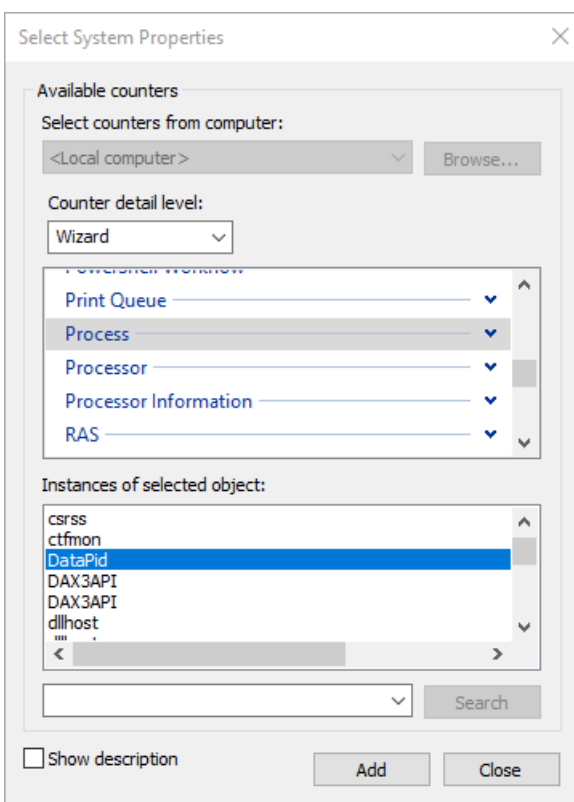 Select System Properties
Available counters
Select counters from computer:
<Local computer>
Browse...
Counter detail level:
Wizard
Print Queue
Process
Processor
Processor Information
RAS
Instances of selected object:
csrss
ctfmon
DataPid
DAX3API
DAX3API
dllhost
Search
Show description
Add
Close